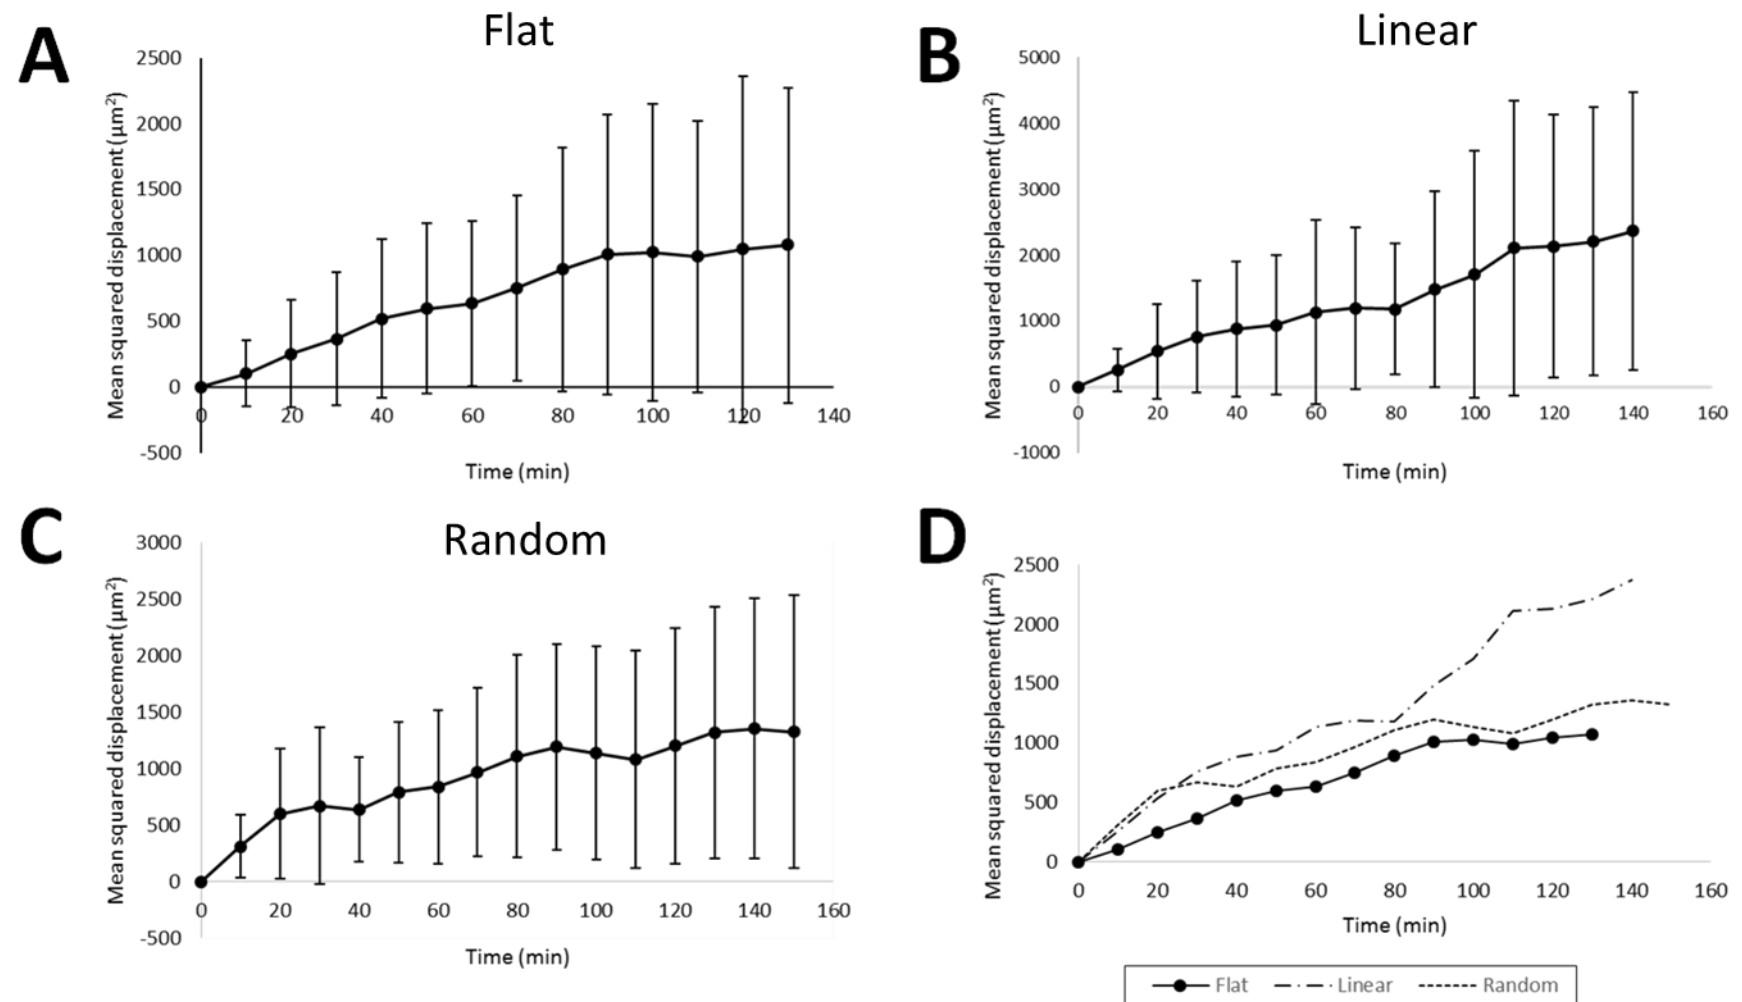 A
Flat
Mean squared displacement (µm²)
2500
2000
1500
1000
500
0
-500
0 20 40 60 80 100 120 140
Time (min)
B
Linear
Mean squared displacement (µm²)
5000
4000
3000
2000
1000
0
-1000
0 20 40 60 80 100 120 140 160
Time (min)
C
Random
Mean squared displacement (µm²)
3000
2500
2000
1500
1000
500
0
-500
0 20 40 60 80 100 120 140 160
Time (min)
D
Mean squared displacement (µm²)
2500
2000
1500
1000
500
0
0 20 40 60 80 100 120 140 160
Time (min)
Flat Linear Random